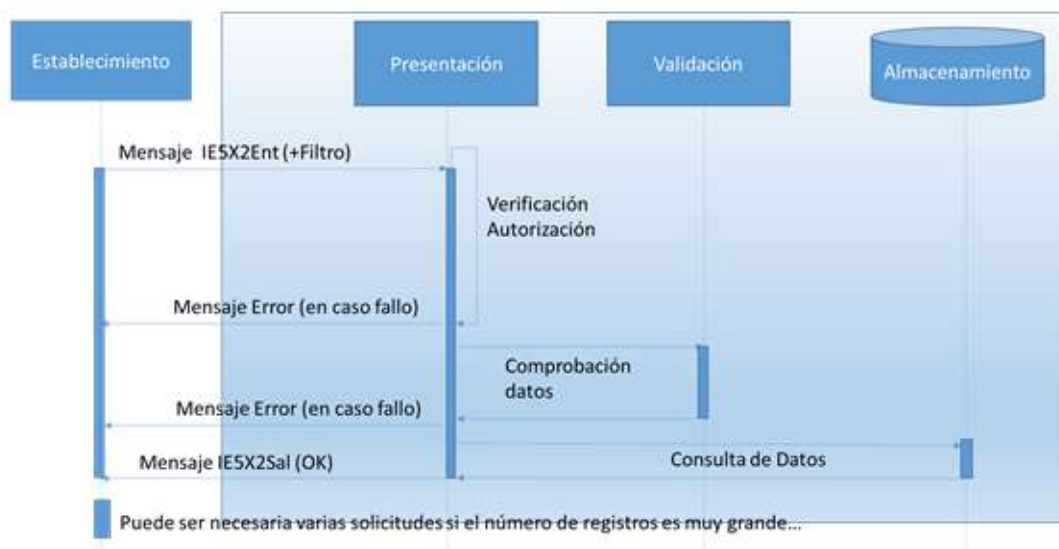 Establecimiento
Presentación
Validación
Almacenamiento
Mensaje IE5X2Ent (+Filtro)
Verificación
Autorización
Mensaje Error (en caso fallo)
Comprobación
datos
Mensaje Error (en caso fallo)
Mensaje IE5X2Sal (OK)
Consulta de Datos
Puede ser necesaria varias solicitudes si el número de registros es muy grande...